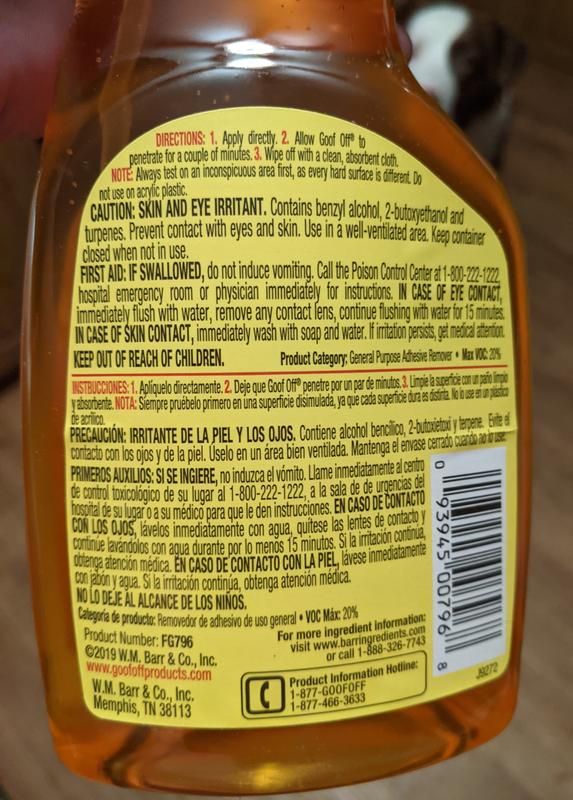 DIRECTIONS: 1. Apply directly. 2. Allow Goof Off® to
penetrate for a couple of minutes. 3. Wipe off with a clean, absorbent cloth.
NOTE: Always test on an inconspicuous area first, as every hard surface is different. Do
not use on acrylic plastic.
CAUTION: SKIN AND EYE IRRITANT. Contains benzyl alcohol, 2-butoxyethanol and
turpenes. Prevent contact with eyes and skin. Use in a well-ventilated area. Keep container
closed when not in use.
FIRST AID: IF SWALLOWED, do not induce vomiting. Call the Poison Control Center at 1-800-222-1222,
hospital emergency room or physician immediately for instructions. IN CASE OF EYE CONTACT,
immediately flush with water, remove any contact lens, continue flushing with water for 15 minutes.
IN CASE OF SKIN CONTACT, immediately wash with soap and water. If irritation persists, get medical attention.
KEEP OUT OF REACH OF CHILDREN. Product Category: General Purpose Adhesive Remover • Max VOC: 20%
INSTRUCCIONES: 1. Aplíquelo directamente. 2. Deje que Goof Off® penetre por un par de minutos. 3. Limpie la superficie con un paño limpio
y absorbente. NOTA: Siempre pruébelo primero en una superficie disimulada, ya que cada superficie dura es distinta. No lo use en un plástico
de acrílico.
PRECAUCIÓN: IRRITANTE DE LA PIEL Y LOS OJOS. Contiene alcohol bencílico, 2-butoxietoxi y terpene. Evite el
contacto con los ojos y de la piel. Úselo en un área bien ventilada. Mantenga el envase cerrado cuando no lo use.
PRIMEROS AUXILIOS: SI SE INGIERE, no induzca el vómito. Llame inmediatamente al centro
de control toxicológico de su lugar al 1-800-222-1222, a la sala de urgencias del
hospital de su lugar o a su médico para que le den instrucciones. EN CASO DE CONTACTO
CON LOS OJOS, lávelos inmediatamente con agua, quítese las lentes de contacto y
continúe lavándolos con agua durante por lo menos 15 minutos. Si la irritación continúa,
obtenga atención médica. EN CASO DE CONTACTO CON LA PIEL, lávese inmediatamente
con jabón y agua. Si la irritación continúa, obtenga atención médica.
NO LO DEJE AL ALCANCE DE LOS NIÑOS.
Categoría de producto: Removedor de adhesivo de uso general • VOC Máx: 20%
Product Number: FG796
©2019 W.M. Barr & Co., Inc.
www.goofoffproducts.com
W.M. Barr & Co., Inc.
Memphis, TN 38113
For more ingredient information:
visit www.barringredients.com
or call 1-888-326-7743
Product Information Hotline:
1-877-GOOFOFF
1-877-466-3633
0 93945 00796 8
J9272